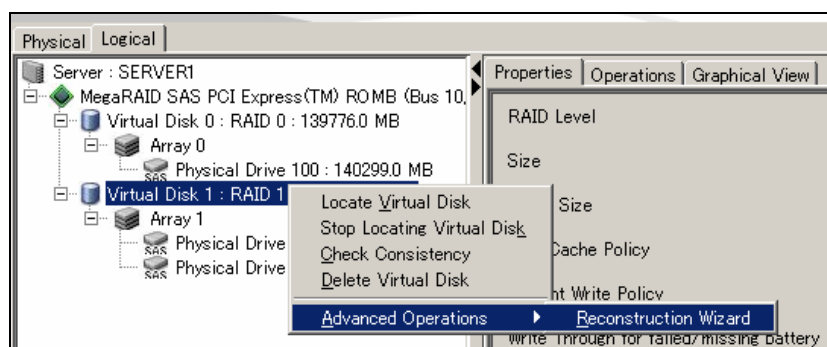 Physical Logical
Server : SERVER1
MegaRAID SAS PCI Express(TM) ROMB (Bus 10,
Virtual Disk 0 : RAID 0 : 139776.0 MB
Array 0
SAS Physical Drive 100 : 140299.0 MB
Virtual Disk 1 : RAID 1
Array 1
SAS Physical Drive
SAS Physical Drive
Locate Virtual Disk
Stop Locating Virtual Disk
Check Consistency
Delete Virtual Disk
Advanced Operations
Reconstruction Wizard
Properties Operations Graphical View
RAID Level
Size
Size
Cache Policy
Write Policy
Write Through for failed/missing battery